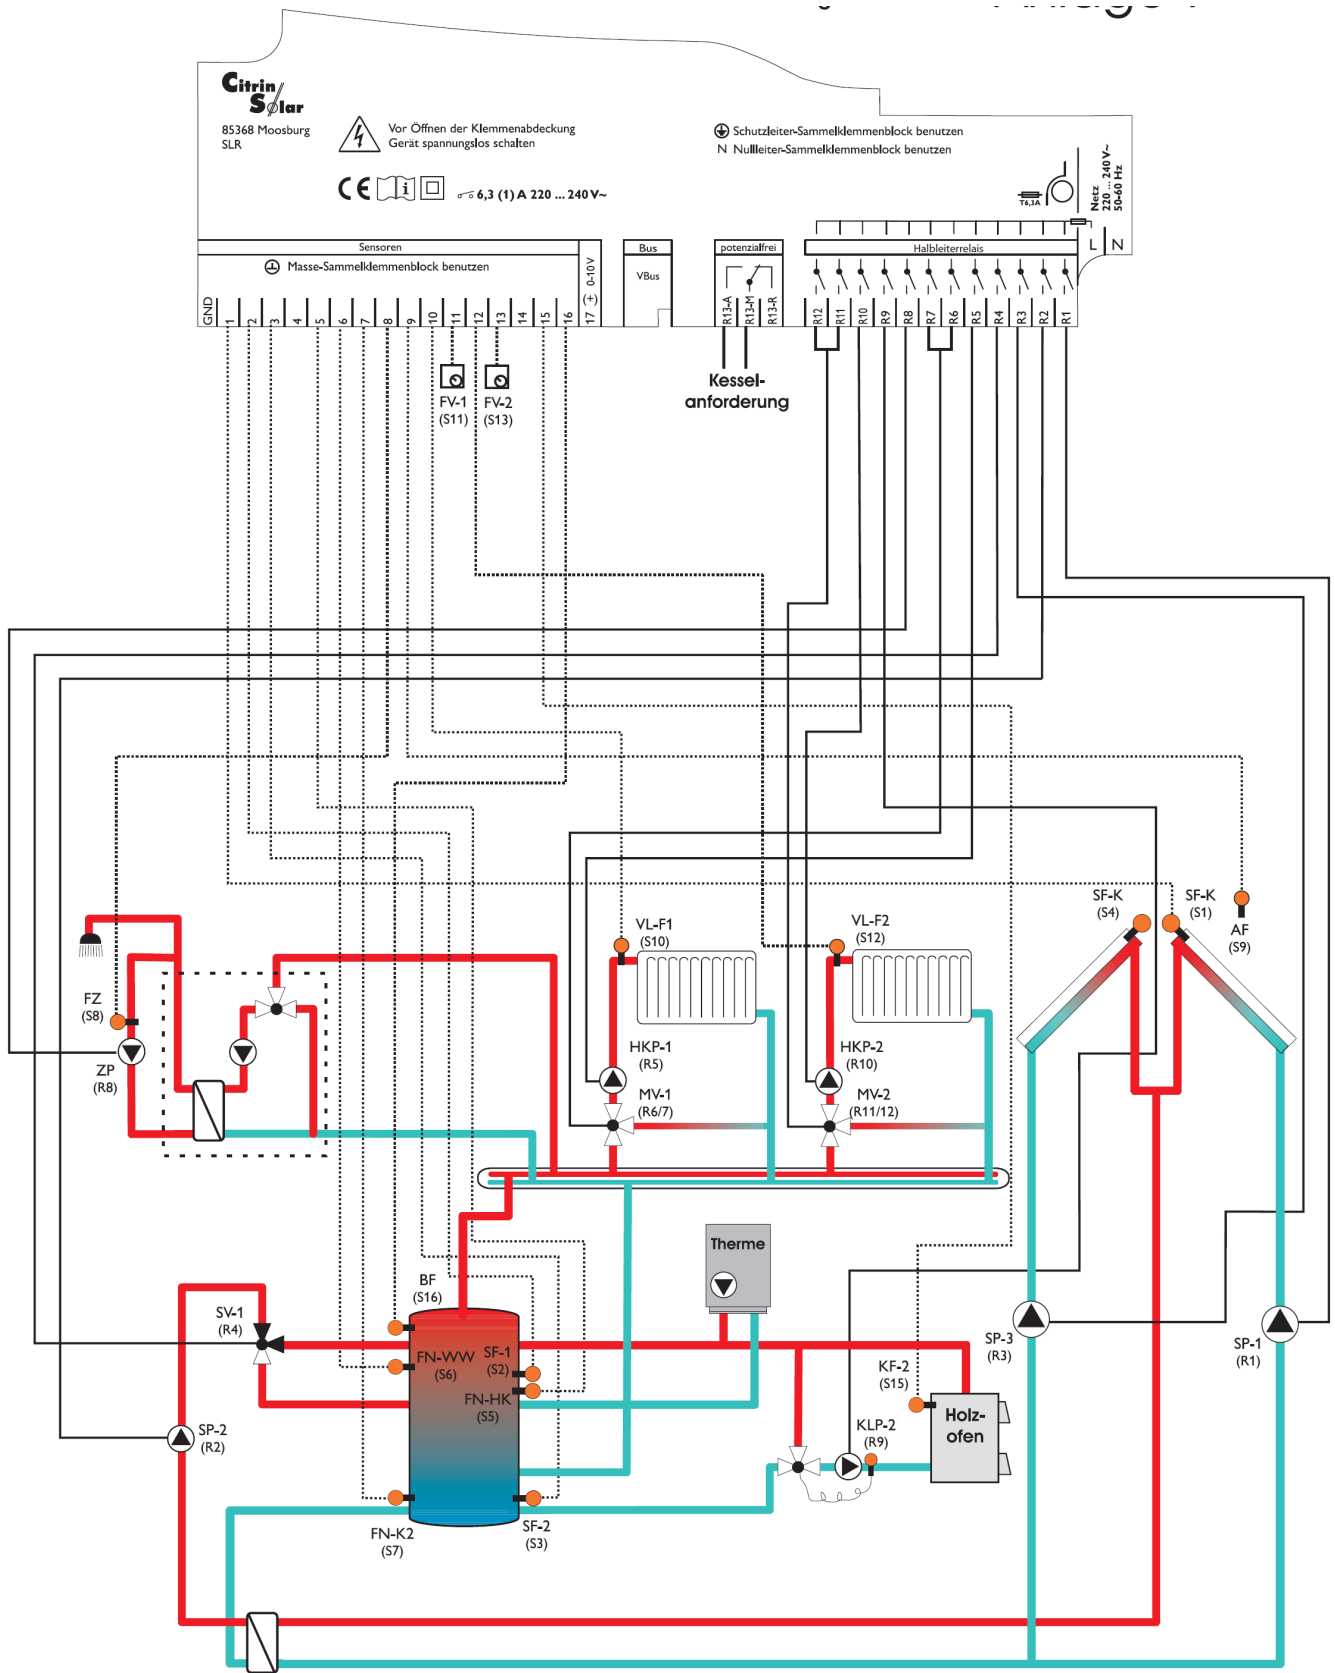 Citrin
Solar
85368 Moosburg
SLR
Vor Öffnen der Klemmenabdeckung
Gerät spannungslos schalten
Schutzleiter-Sammelklemmenblock benutzen
N Nullleiter-Sammelklemmenblock benutzen
CE i 6,3 (1) A 220 ... 240 V~
T6,3A
Netz
220 ... 240 V~
50-60 Hz
L N
Sensoren
Masse-Sammelklemmenblock benutzen
0-10 V
(+)
Bus
VBus
potenzialfrei
Halbleiterrelais
GND 1 2 3 4 5 6 7 8 9 10 11 12 13 14 15 16 17
R13-A R13-M R13-R
R12 R11 R10 R9 R8 R7 R6 R5 R4 R3 R2 R1
Kessel-
anforderung
FV-1
(S11)
FV-2
(S13)
SF-K
(S4)
SF-K
(S1)
AF
(S9)
VL-F1
(S10)
VL-F2
(S12)
FZ
(S8)
ZP
(R8)
HKP-1
(R5)
HKP-2
(R10)
MV-1
(R6/7)
MV-2
(R11/12)
Therme
BF
(S16)
SV-1
(R4)
FN-WW
(S6)
SF-1
(S2)
FN-HK
(S5)
SP-3
(R3)
SP-1
(R1)
KF-2
(S15)
Holz-
ofen
KLP-2
(R9)
SP-2
(R2)
FN-K2
(S7)
SF-2
(S3)